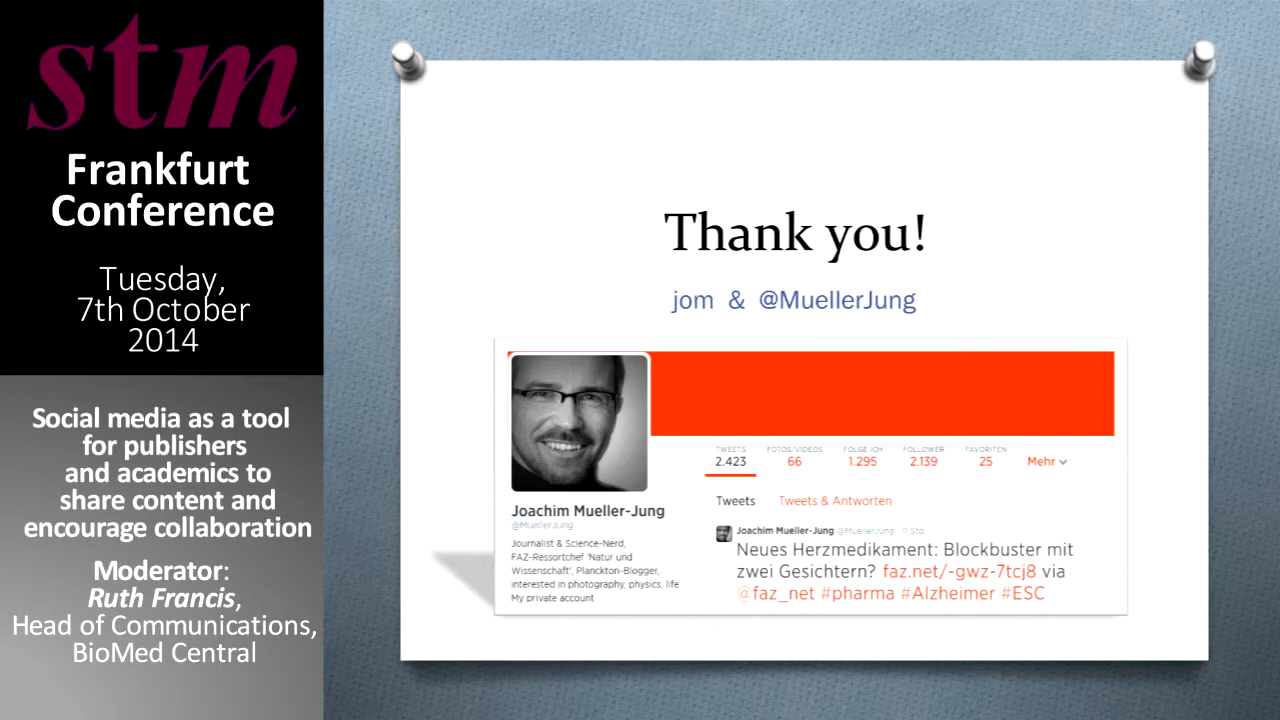 stm
Frankfurt
Conference
Tuesday,
7th October
2014
Social media as a tool
for publishers
and academics to
share content and
encourage collaboration
Moderator:
Ruth Francis,
Head of Communications,
BioMed Central
Thank you!
jom & @MuellerJung
TWEETS
2.423
FOTOS/VIDEOS
66
FOLGE ICH
1.295
FOLLOWER
2.139
FAVORITEN
25
Mehr
Joachim Mueller-Jung
@MuellerJung
Journalist & Science-Nerd,
FAZ-Ressortchef 'Natur und
Wissenschaft', Planckton-Blogger,
interested in photography, physics, life
My private account
Tweets Tweets & Antworten
Joachim Mueller-Jung @MuellerJung · 11 Std
Neues Herzmedikament: Blockbuster mit
zwei Gesichtern? faz.net/-gwz-7tcj8 via
@faz_net #pharma #Alzheimer #ESC